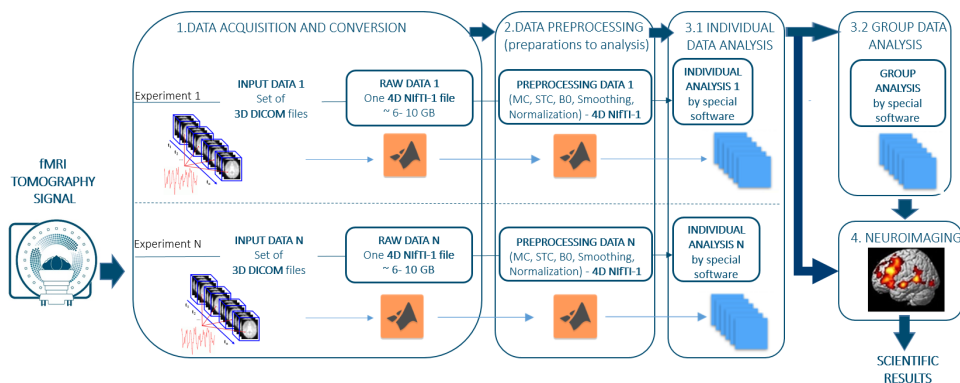 1.DATA ACQUISITION AND CONVERSION
2.DATA PREPROCESSING
(preparations to analysis)
3.1 INDIVIDUAL
DATA ANALYSIS
3.2 GROUP DATA
ANALYSIS
Experiment 1
INPUT DATA 1
Set of
3D DICOM files
RAW DATA 1
One 4D NIfTI-1 file
~ 6- 10 GB
PREPROCESSING DATA 1
(MC, STC, B0, Smoothing,
Normalization) - 4D NIfTI-1
INDIVIDUAL
ANALYSIS 1
by special
software
GROUP
ANALYSIS
by special
software
fMRI
TOMOGRAPHY
SIGNAL
Experiment N
INPUT DATA N
Set of
3D DICOM files
RAW DATA N
One 4D NIfTI-1 file
~ 6- 10 GB
PREPROCESSING DATA N
(MC, STC, B0, Smoothing,
Normalization) - 4D NIfTI-1
INDIVIDUAL
ANALYSIS N
by special
software
4. NEUROIMAGING
SCIENTIFIC
RESULTS